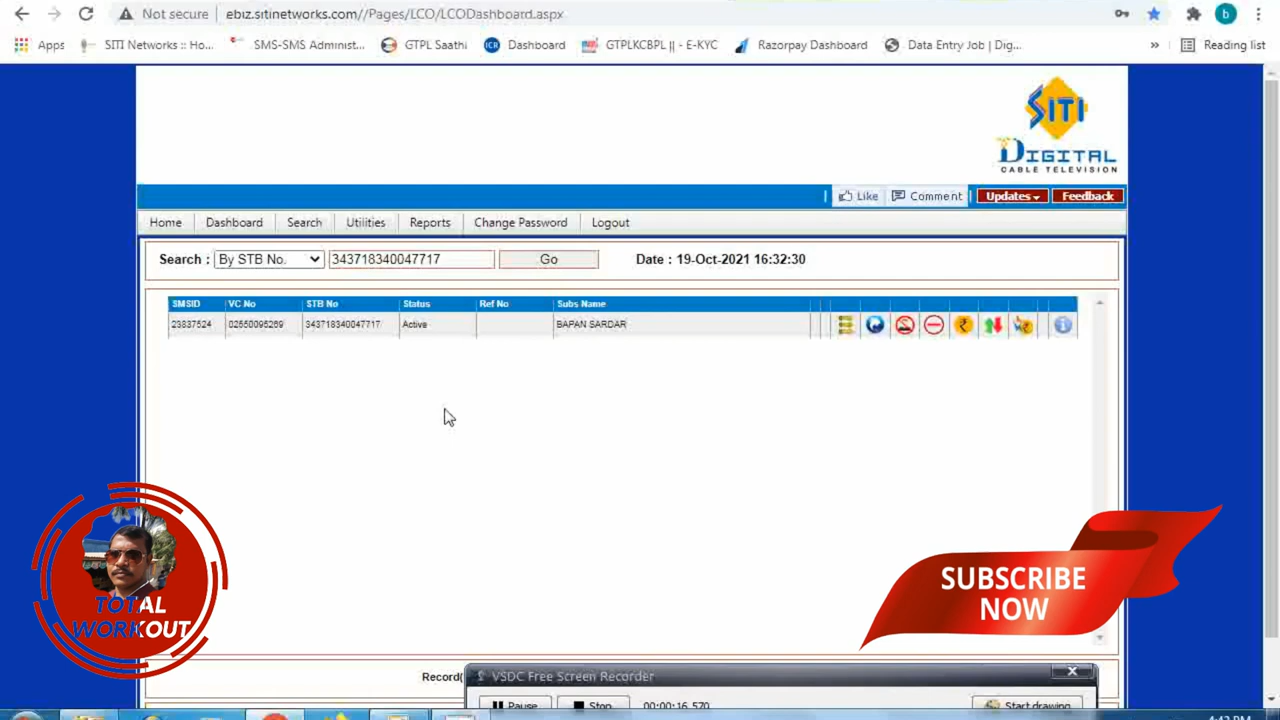 Not secure | ebiz.sitinetworks.com//Pages/LCO/LCODashboard.aspx
b
Apps SITI Networks :: Ho... SMS-SMS Administ... GTPL Saathi ICR Dashboard GTPLKCBPL || - E-KYC Razorpay Dashboard Data Entry Job | Dig... » Reading list
SITI
DIGITAL
CABLE TELEVISION
Like Comment Updates Feedback
Home Dashboard Search Utilities Reports Change Password Logout
Search : By STB No. 343718340047717 Go Date : 19-Oct-2021 16:32:30
SMSID VC No STB No Status Ref No Subs Name
23837524 02550095269 343718340047717 Active BAPAN SARDAR
SUBSCRIBE
NOW
TOTAL
WORKOUT
Record(
VSDC Free Screen Recorder
Pause Stop 00:00:16.570 Start drawing
4:42 PM